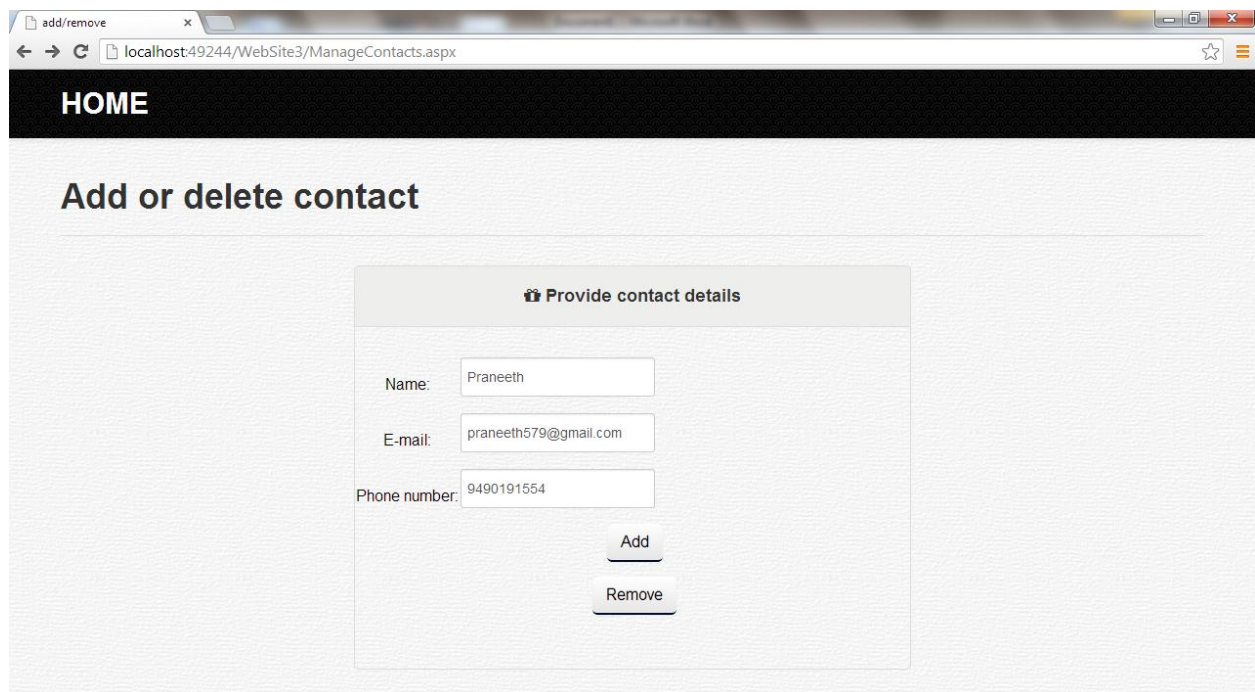 add/remove
localhost:49244/WebSite3/ManageContacts.aspx
HOME
Add or delete contact
Provide contact details
Name: Praneeth
E-mail: praneeth579@gmail.com
Phone number: 9490191554
Add
Remove